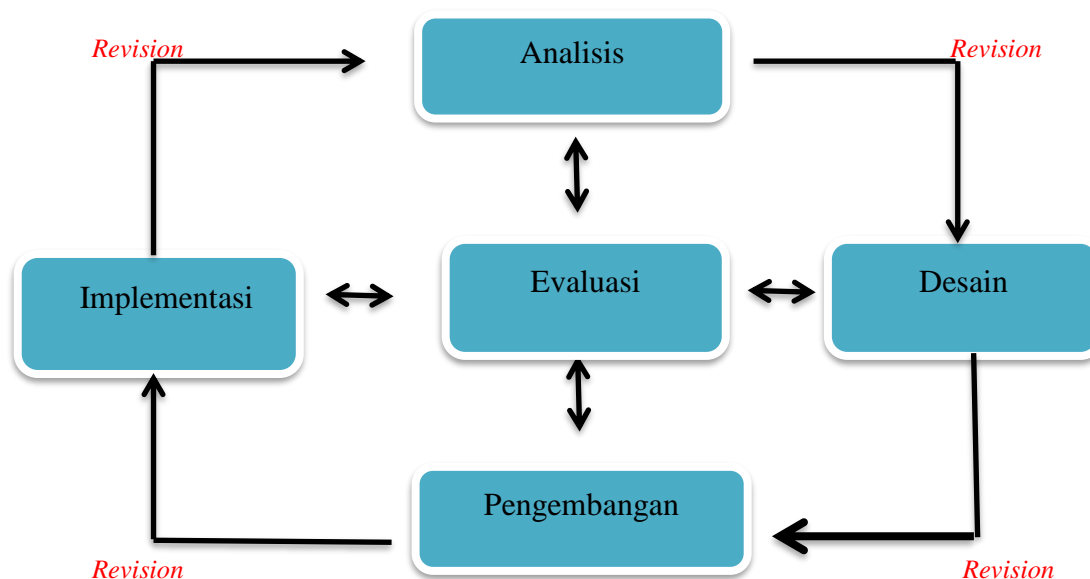 Revision
Analisis
Revision
Implementasi
Evaluasi
Desain
Pengembangan
Revision
Revision